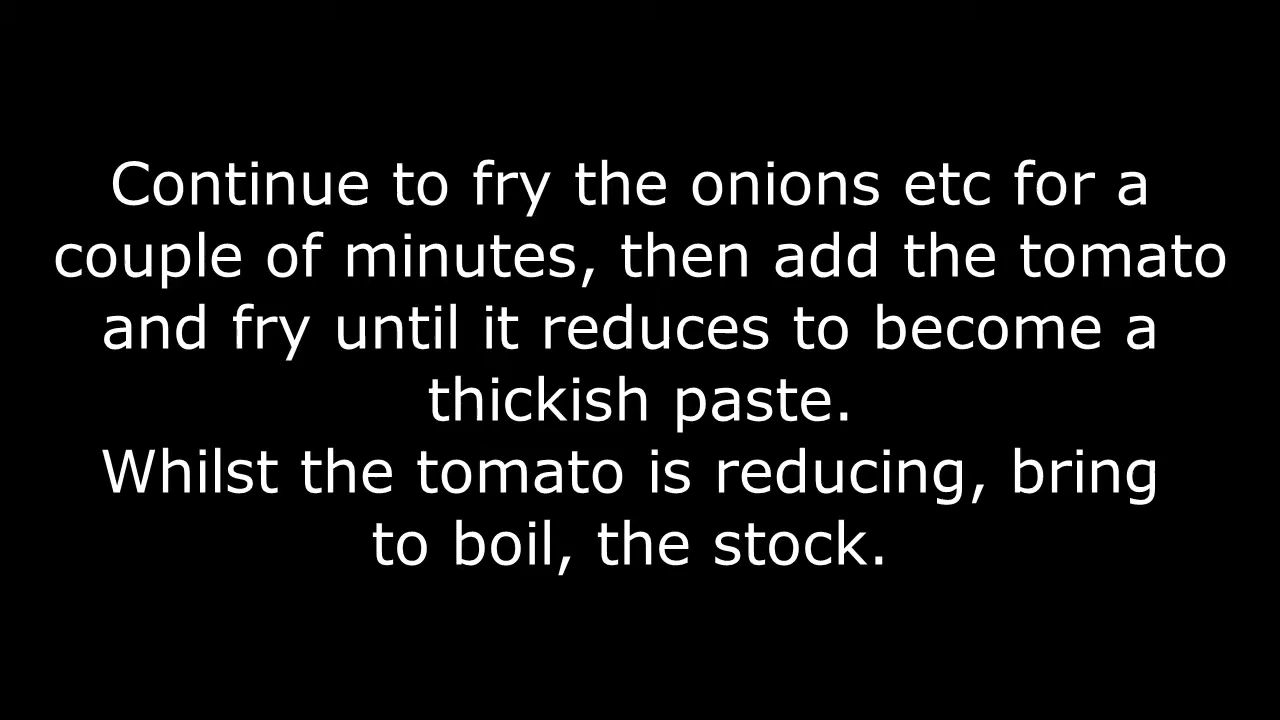 Continue to fry the onions etc for a
couple of minutes, then add the tomato
and fry until it reduces to become a
thickish paste.
Whilst the tomato is reducing, bring
to boil, the stock.